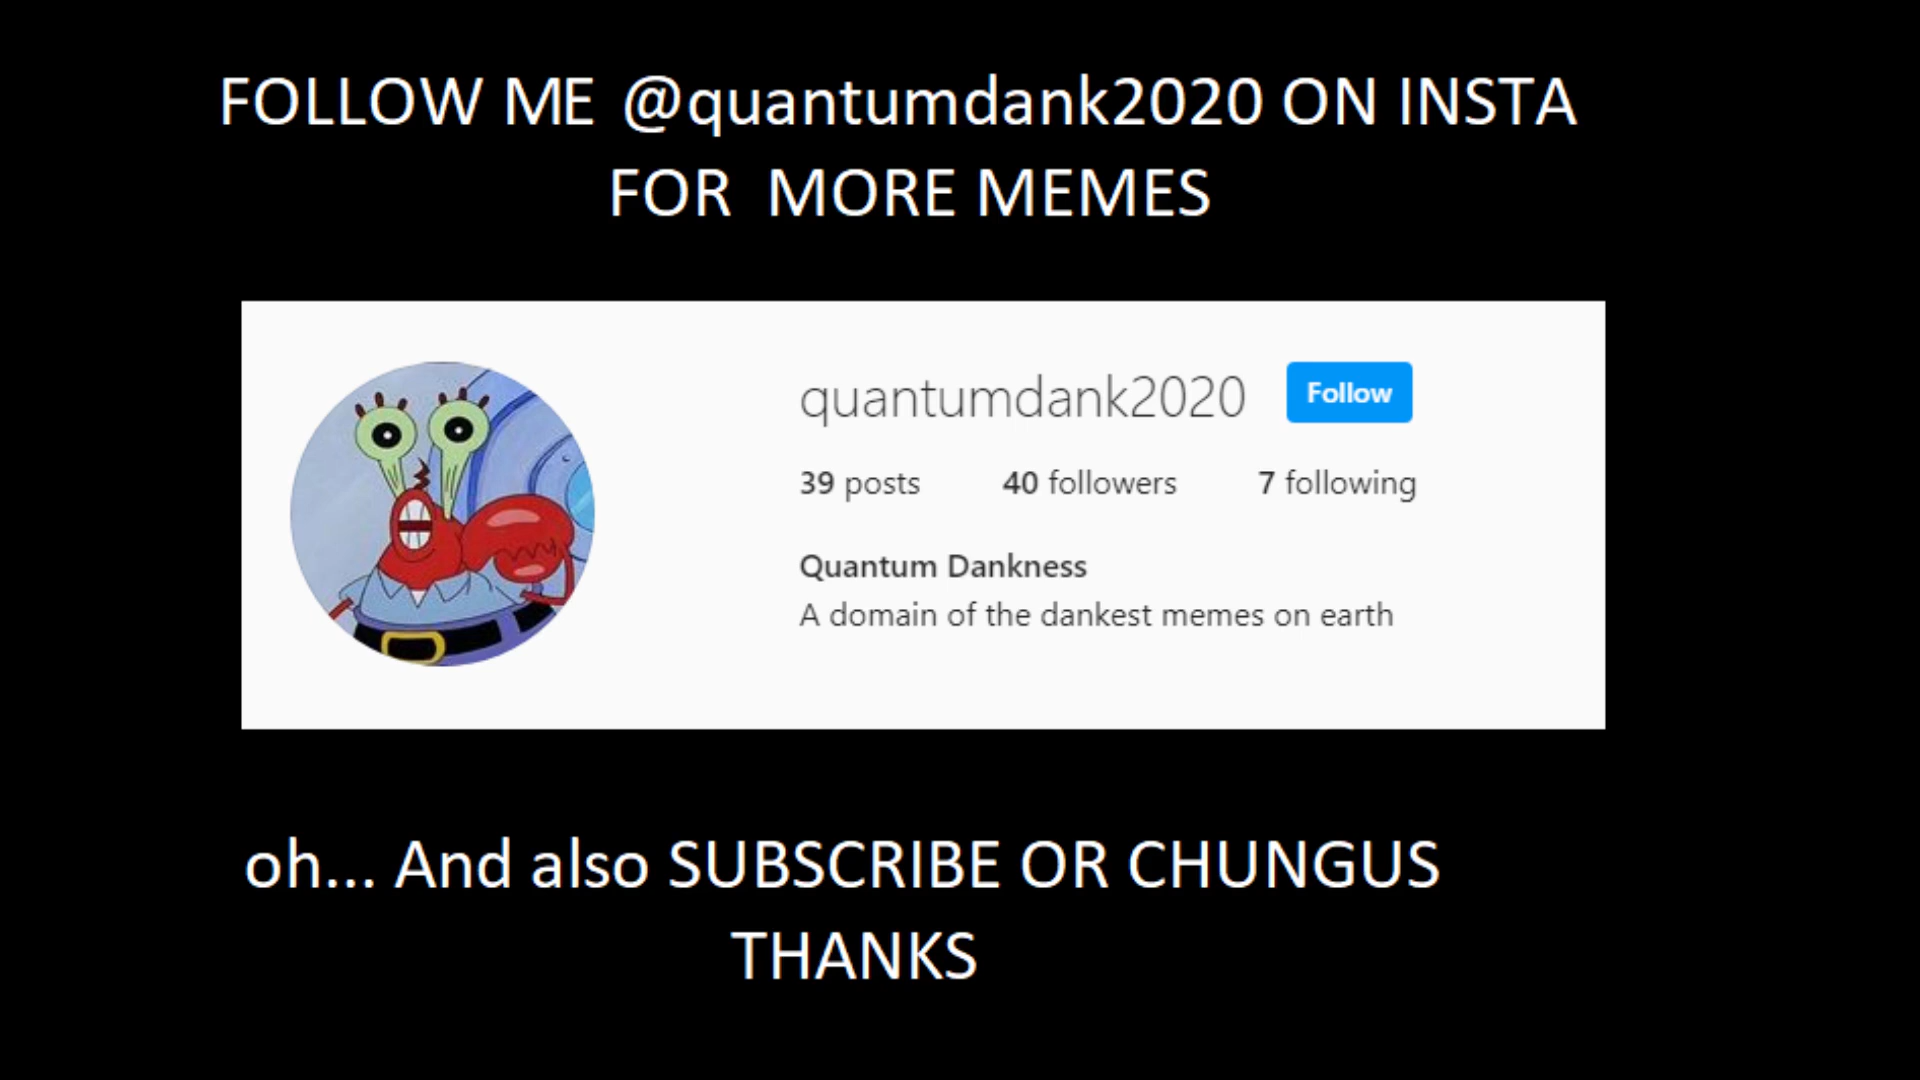 FOLLOW ME @quantumdank2020 ON INSTA
FOR MORE MEMES
quantumdank2020 Follow
39 posts 40 followers 7 following
Quantum Dankness
A domain of the dankest memes on earth
oh... And also SUBSCRIBE OR CHUNGUS
THANKS